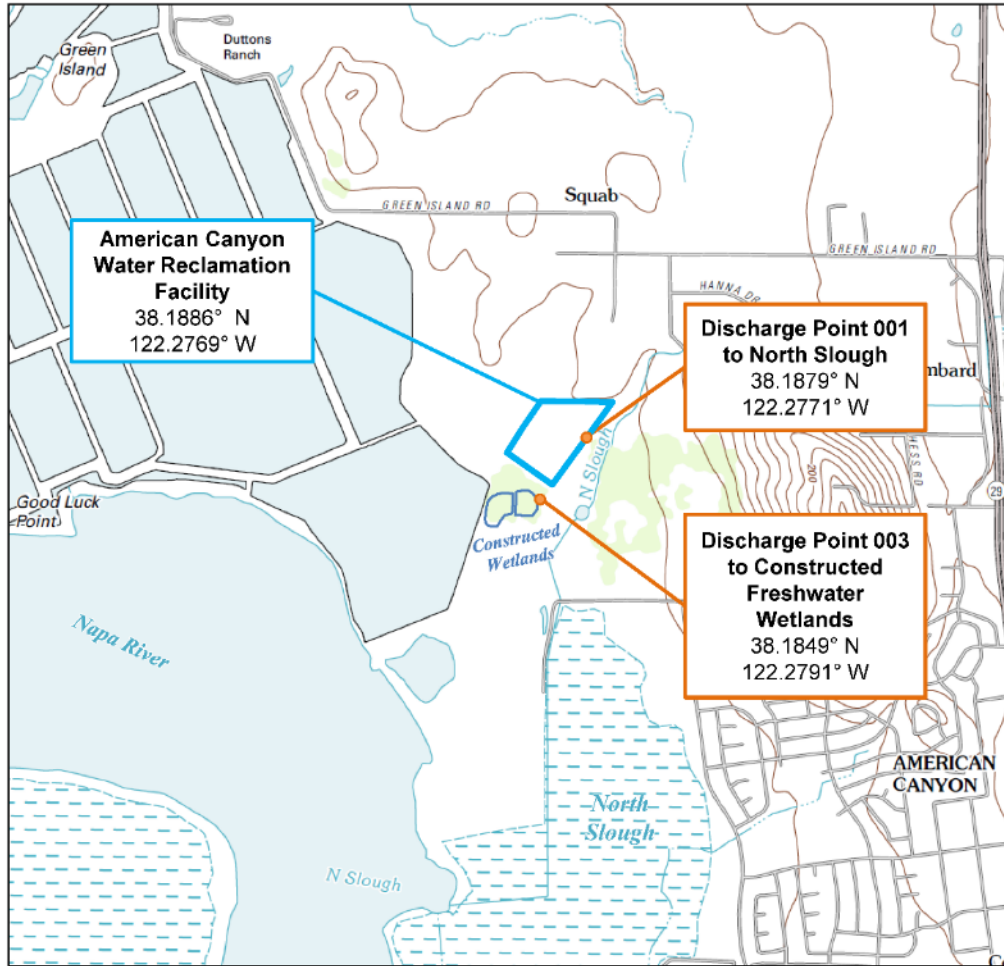 Green
Island
Duttons
Ranch
GREEN ISLAND RD
Squab
GREEN ISLAND RD
HANNA DR
American Canyon
Water Reclamation
Facility
38.1886° N
122.2769° W
Discharge Point 001
to North Slough
38.1879° N
122.2771° W
mbard
HESS RD
200
29
N Slough
Good Luck
Point
Constructed
Wetlands
Discharge Point 003
to Constructed
Freshwater
Wetlands
38.1849° N
122.2791° W
Napa River
AMERICAN
CANYON
North
Slough
N Slough